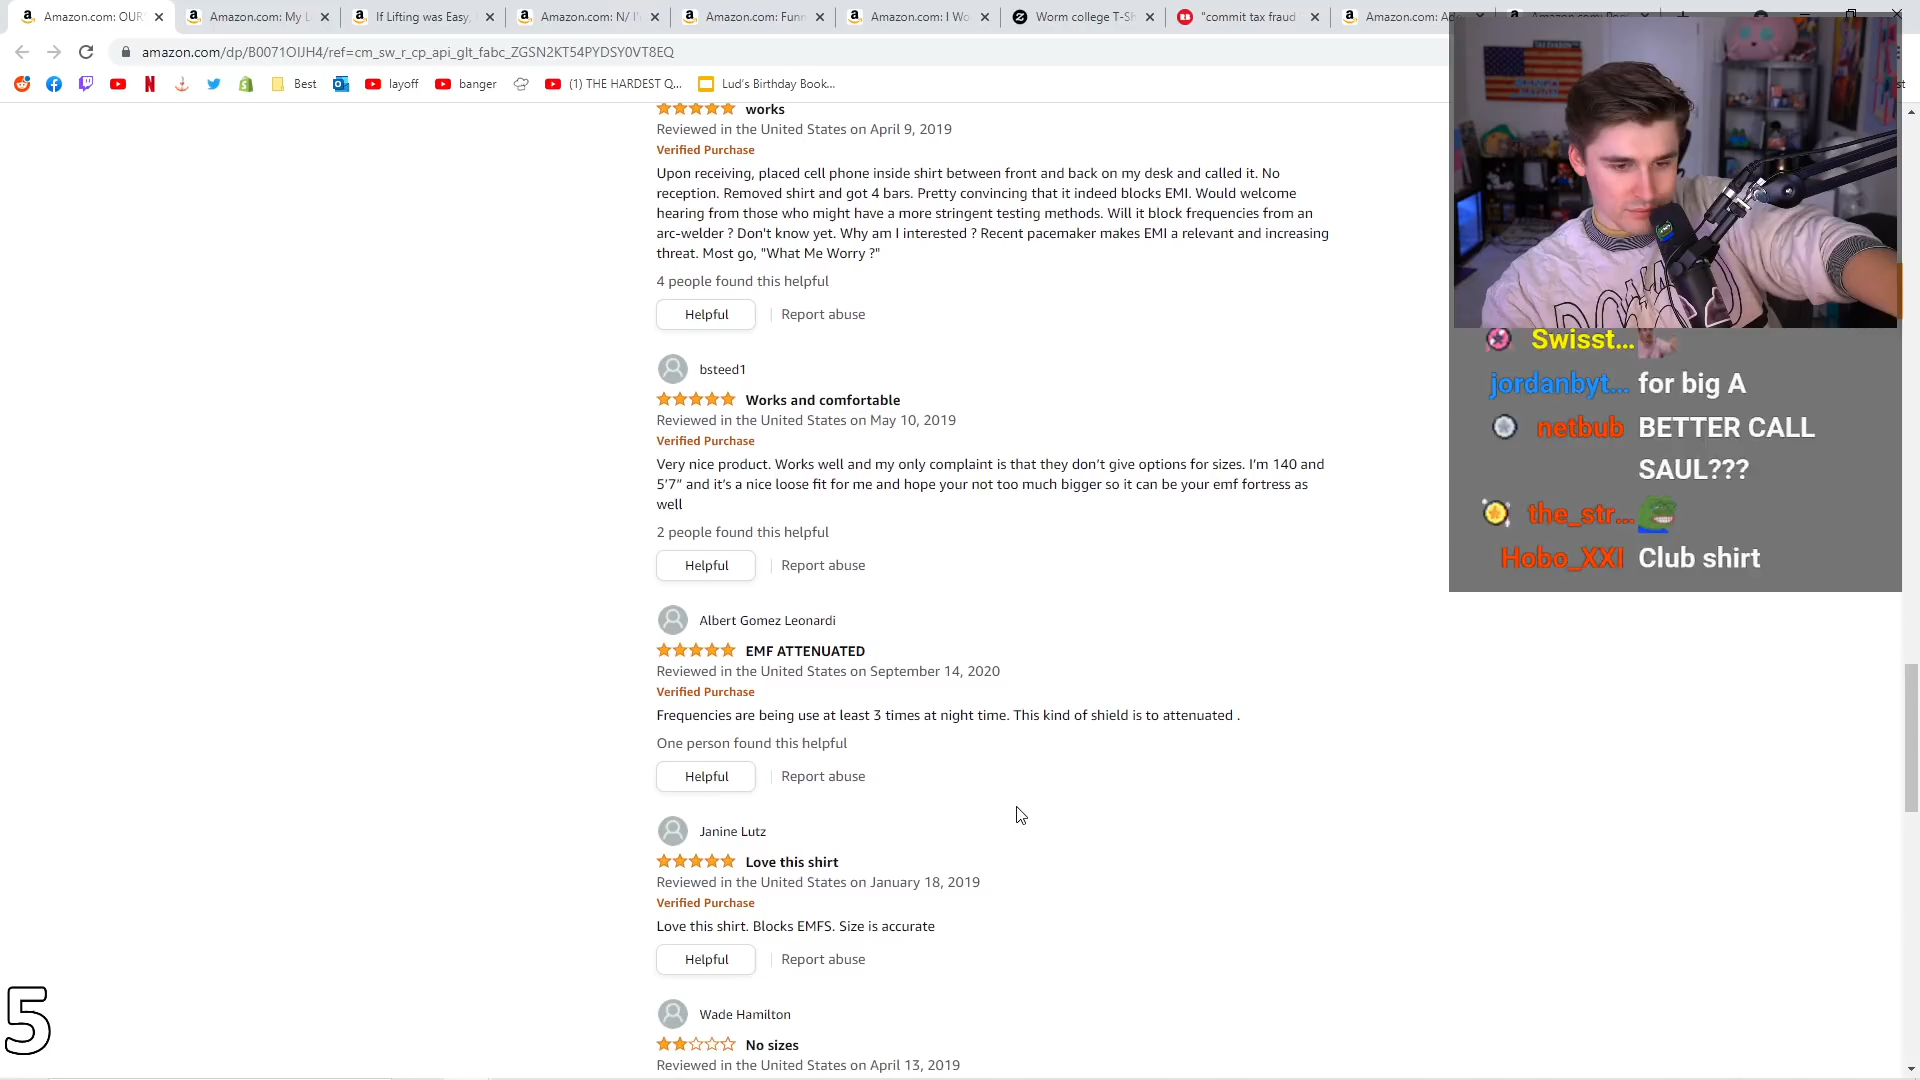 Amazon.com: OUR
Amazon.com: My L
If Lifting was Easy,
Amazon.com: N/ I'
Amazon.com: Funn
Amazon.com: I Wo
Worm college T-Sh
"commit tax fraud
Amazon.com:
amazon.com/dp/B0071OIJH4/ref=cm_sw_r_cp_api_glt_fabc_ZGSN2KT54PYDSY0VT8EQ
Best
layoff
banger
(1) THE HARDEST Q...
Lud's Birthday Book...
works
Reviewed in the United States on April 9, 2019
Verified Purchase
Upon receiving, placed cell phone inside shirt between front and back on my desk and called it. No
reception. Removed shirt and got 4 bars. Pretty convincing that it indeed blocks EMI. Would welcome
hearing from those who might have a more stringent testing methods. Will it block frequencies from an
arc-welder ? Don't know yet. Why am I interested ? Recent pacemaker makes EMI a relevant and increasing
threat. Most go, "What Me Worry ?"
4 people found this helpful
Helpful
Report abuse
bsteed1
Works and comfortable
Reviewed in the United States on May 10, 2019
Verified Purchase
Very nice product. Works well and my only complaint is that they don’t give options for sizes. I’m 140 and
5’7” and it’s a nice loose fit for me and hope your not too much bigger so it can be your emf fortress as
well
2 people found this helpful
Helpful
Report abuse
Albert Gomez Leonardi
EMF ATTENUATED
Reviewed in the United States on September 14, 2020
Verified Purchase
Frequencies are being use at least 3 times at night time. This kind of shield is to attenuated .
One person found this helpful
Helpful
Report abuse
Janine Lutz
Love this shirt
Reviewed in the United States on January 18, 2019
Verified Purchase
Love this shirt. Blocks EMFS. Size is accurate
Helpful
Report abuse
Wade Hamilton
No sizes
Reviewed in the United States on April 13, 2019
Swisst...
jordanbyt... for big A
netbub BETTER CALL
SAUL???
the_str...
Hobo_XXI Club shirt
5